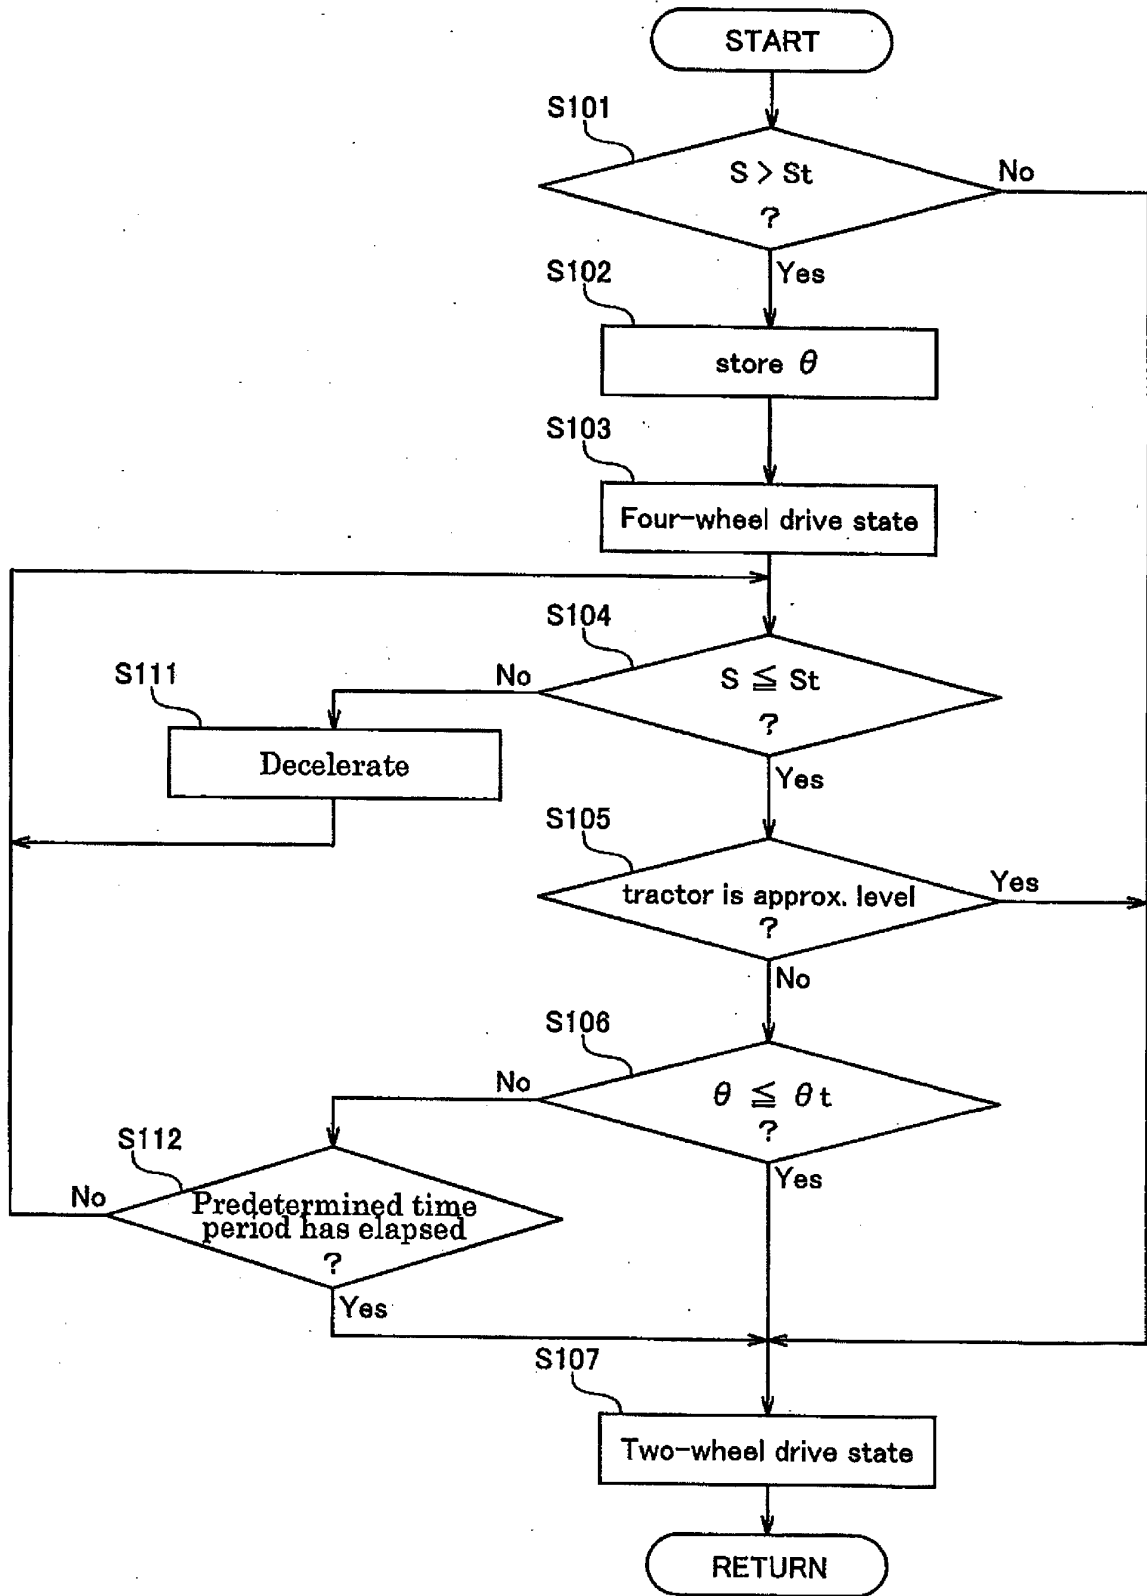 START
S101
S > St
?
No
Yes
S102
store θ
S103
Four-wheel drive state
S104
S ≦ St
?
No
S111
Decelerate
Yes
S105
tractor is approx. level
?
Yes
No
S106
θ ≦ θt
?
No
Yes
S112
Predetermined time
period has elapsed
?
No
Yes
S107
Two-wheel drive state
RETURN